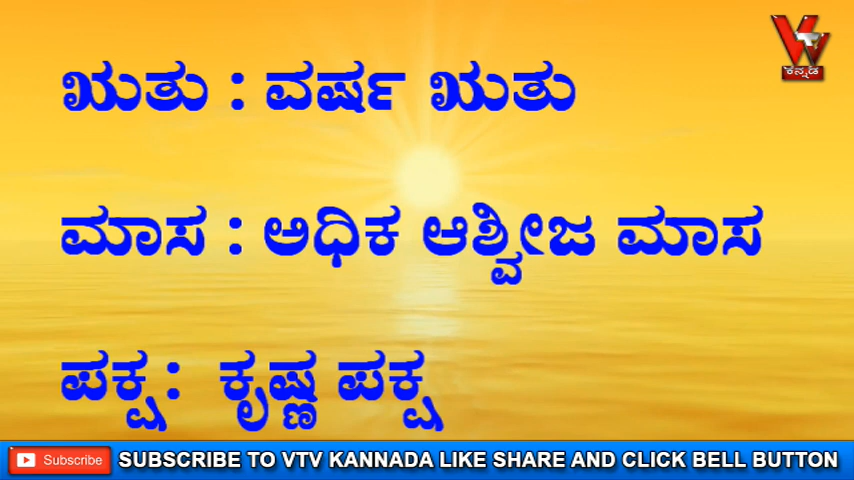 ಋತು : ವರ್ಷ ಋತು
ಮಾಸ : ಅಧಿಕ ಆಶ್ವೀಜ ಮಾಸ
ಪಕ್ಷ : ಕೃಷ್ಣ ಪಕ್ಷ
VTV
ಕನ್ನಡ
Subscribe
SUBSCRIBE TO VTV KANNADA LIKE SHARE AND CLICK BELL BUTTON